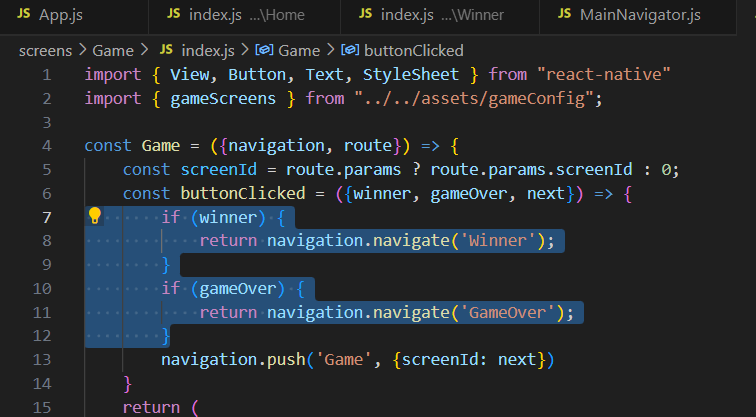 JS App.js JS index.js ...\Home JS index.js ...\Winner JS MainNavigator.js
screens > Game > JS index.js > Game > buttonClicked
1 import { View, Button, Text, StyleSheet } from "react-native"
2 import { gameScreens } from "../../assets/gameConfig";
3
4 const Game = ({navigation, route}) => {
5     const screenId = route.params ? route.params.screenId : 0;
6     const buttonClicked = ({winner, gameOver, next}) => {
7         if (winner) {
8             return navigation.navigate('Winner');
9         }
10         if (gameOver) {
11             return navigation.navigate('GameOver');
12         }
13         navigation.push('Game', {screenId: next})
14     }
15     return (